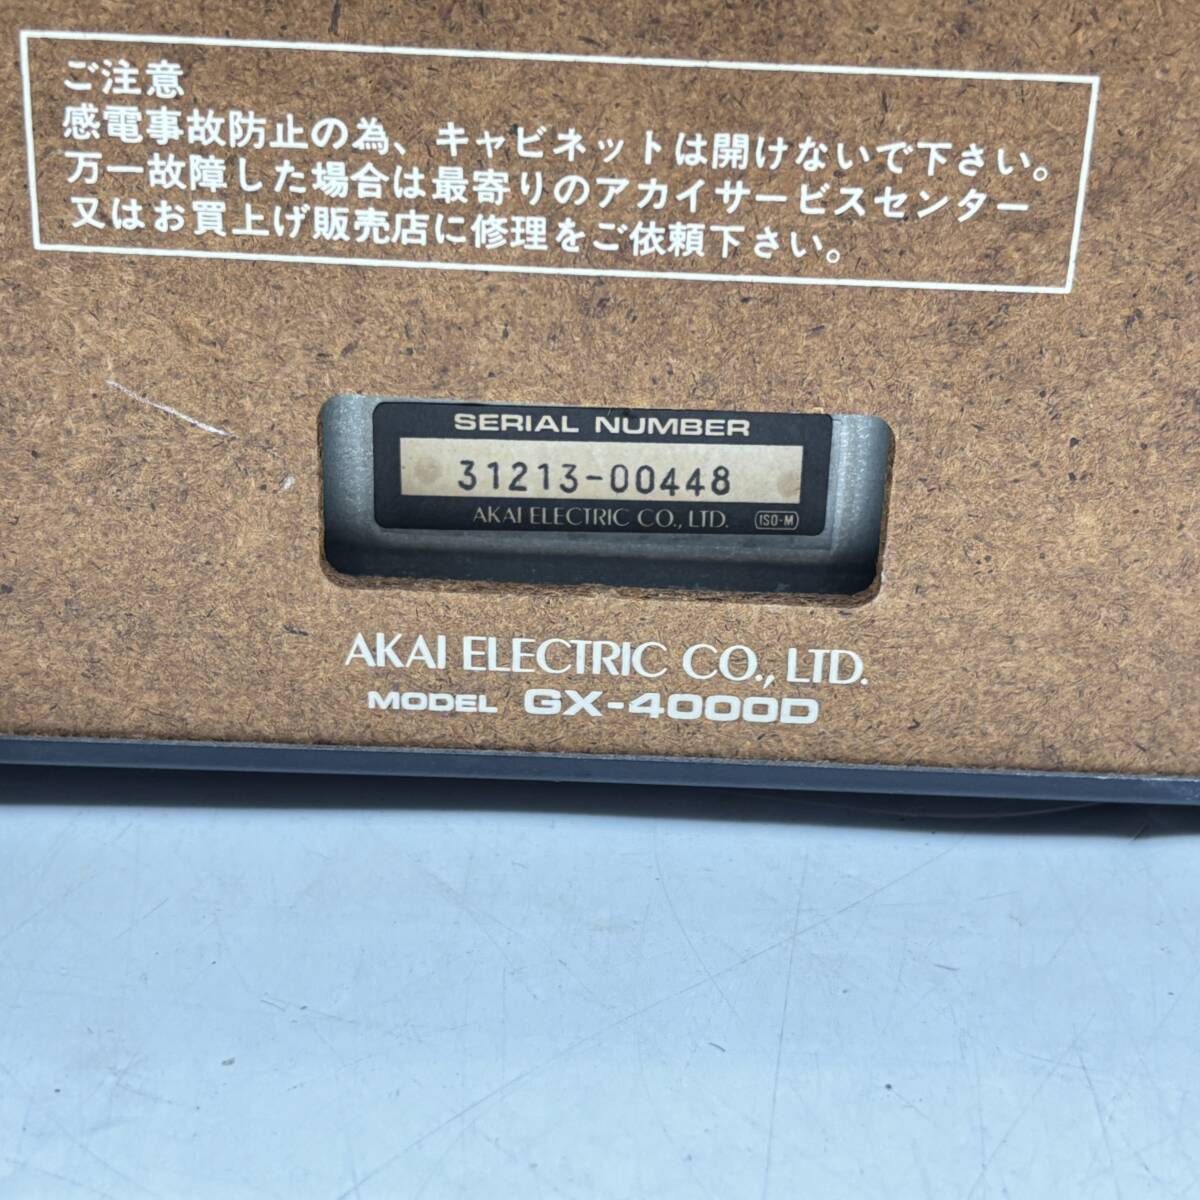 ご注意
感電事故防止の為、キャビネットは開けないで下さい。
万一故障した場合は最寄りのアカイサービスセンター
又はお買上げ販売店に修理をご依頼下さい。
SERIAL NUMBER
31213-00448
AKAI ELECTRIC CO., LTD. ISO-M
AKAI ELECTRIC CO., LTD.
MODEL GX-4000D